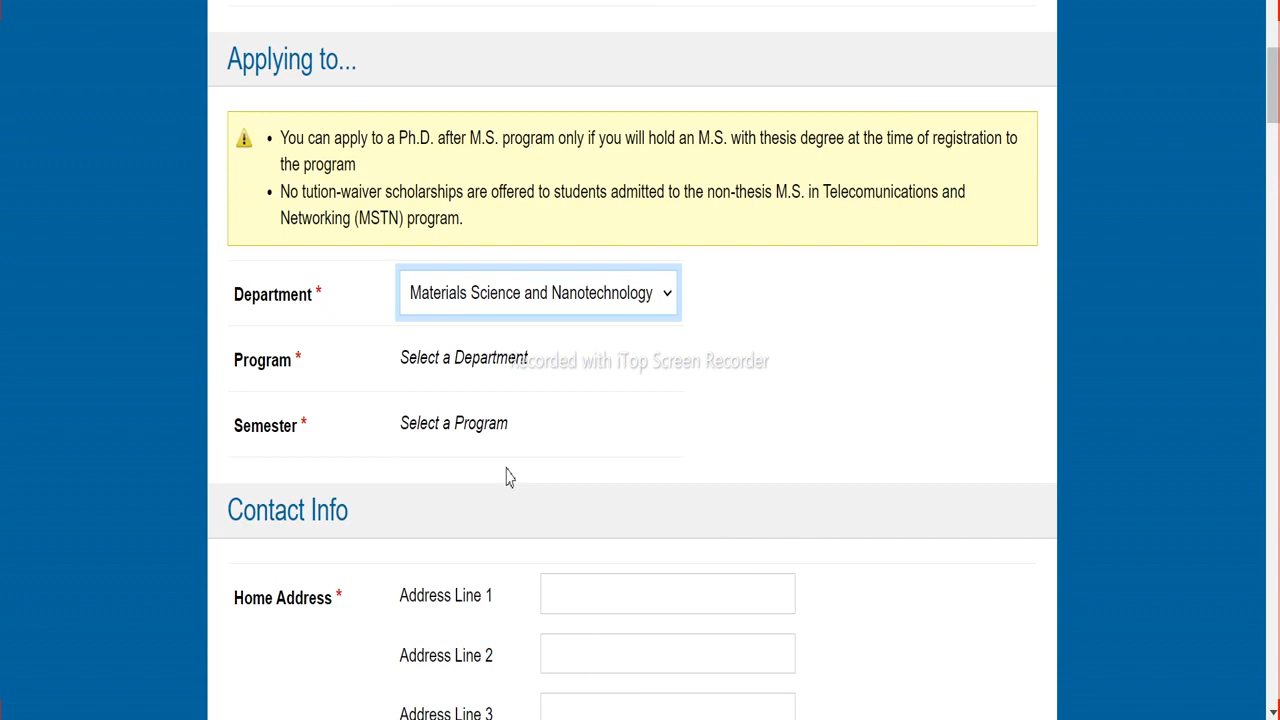 Applying to...
You can apply to a Ph.D. after M.S. program only if you will hold an M.S. with thesis degree at the time of registration to
the program
No tution-waiver scholarships are offered to students admitted to the non-thesis M.S. in Telecomunications and
Networking (MSTN) program.
Department * Materials Science and Nanotechnology
Program * Select a Department
Recorded with iTop Screen Recorder
Semester * Select a Program
Contact Info
Home Address * Address Line 1
Address Line 2
Address Line 3